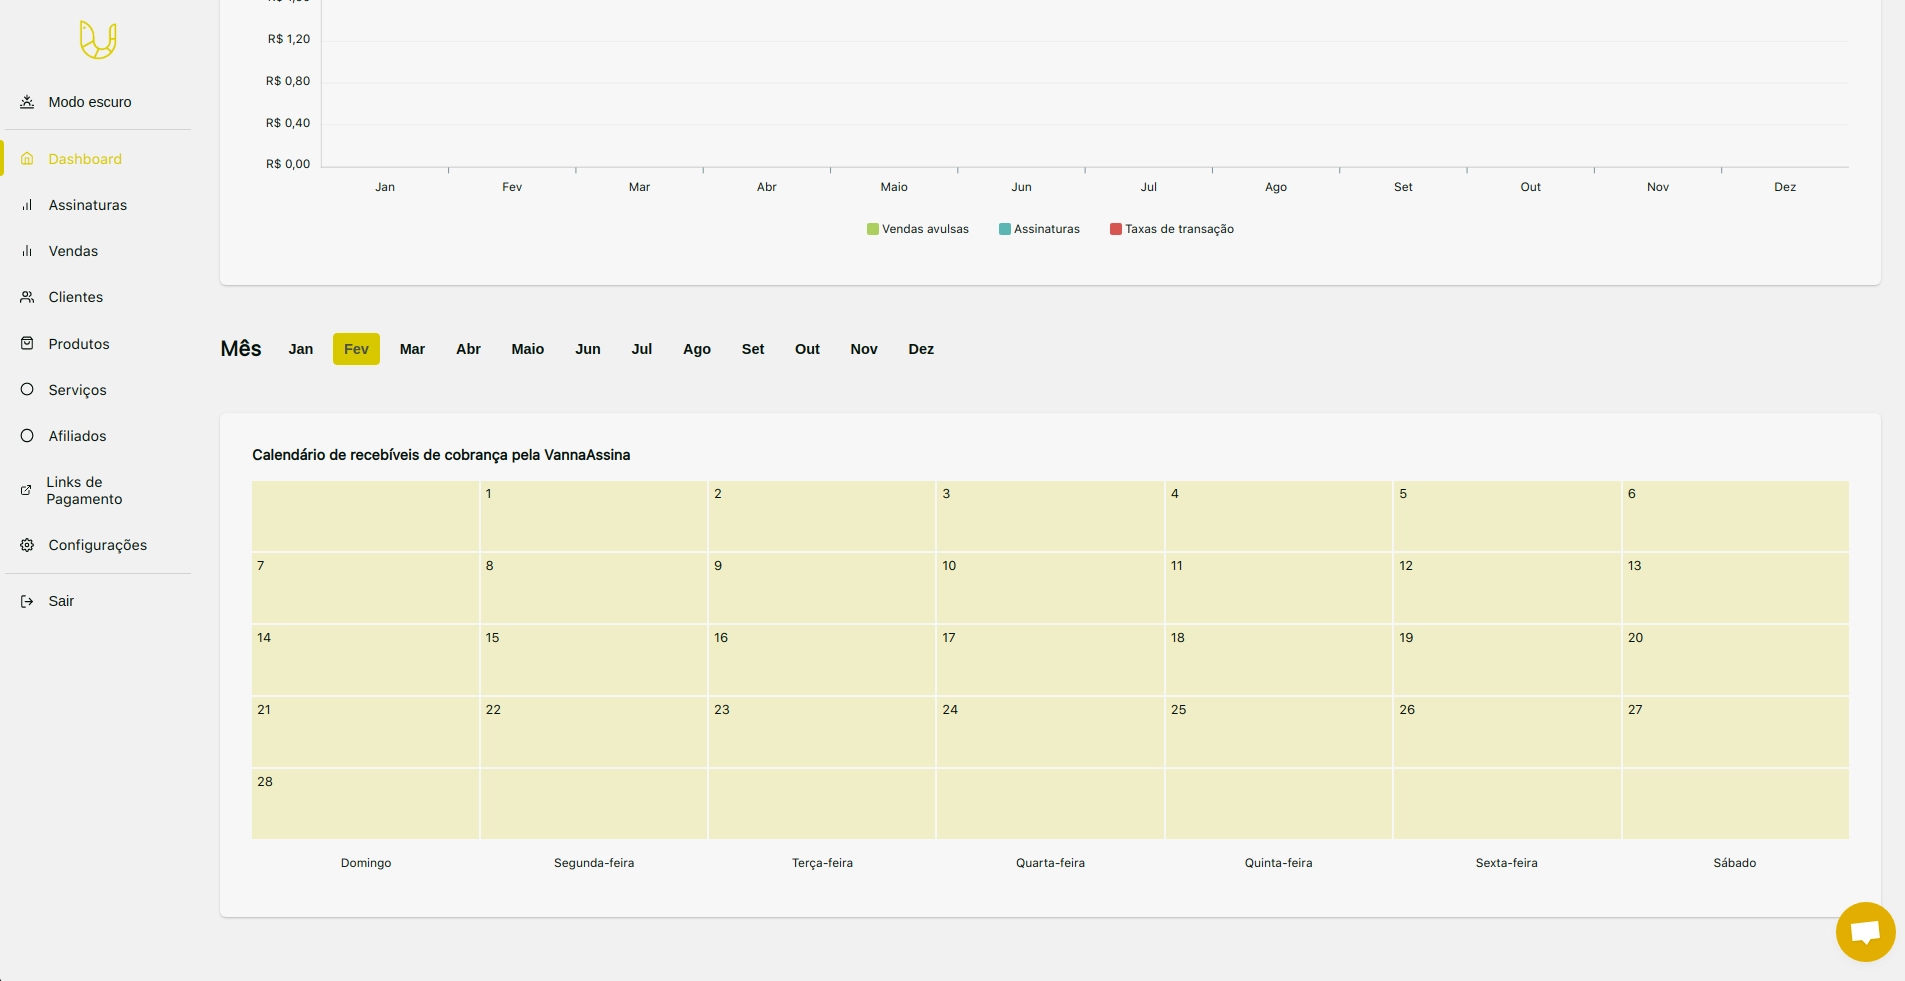 Modo escuro
Dashboard
Assinaturas
Vendas
Clientes
Produtos
Serviços
Afiliados
Links de
Pagamento
Configurações
Sair
R$ 1,20
R$ 0,80
R$ 0,40
R$ 0,00
Jan Fev Mar Abr Maio Jun Jul Ago Set Out Nov Dez
Vendas avulsas Assinaturas Taxas de transação
Mês Jan Fev Mar Abr Maio Jun Jul Ago Set Out Nov Dez
Calendário de recebíveis de cobrança pela VannaAssina
1 2 3 4 5 6
7 8 9 10 11 12 13
14 15 16 17 18 19 20
21 22 23 24 25 26 27
28
Domingo Segunda-feira Terça-feira Quarta-feira Quinta-feira Sexta-feira Sábado